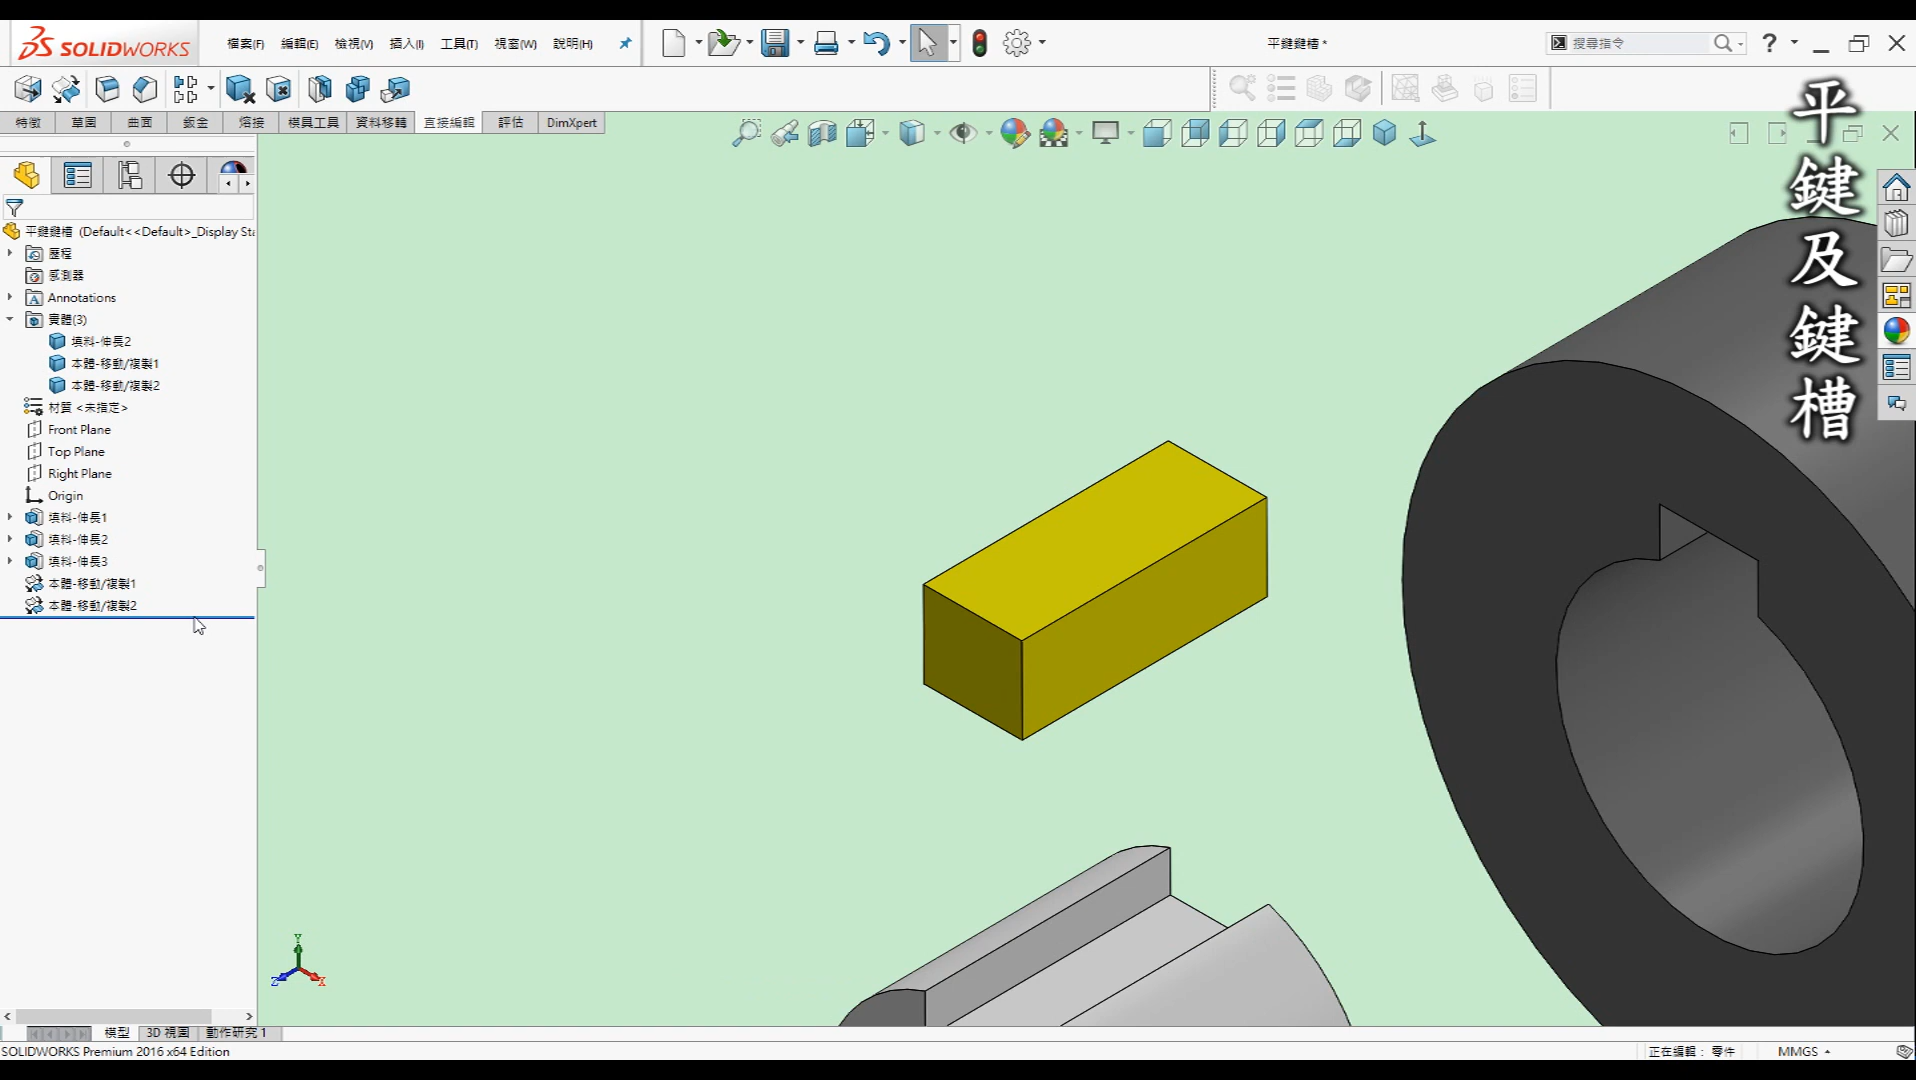 SOLIDWORKS
檔案(F) 編輯(E) 檢視(V) 插入(I) 工具(T) 視窗(W) 說明(H)
平鍵鍵槽 *
搜尋指令
特徵 草圖 曲面 鈑金 熔接 模具工具 資料移轉 直接編輯 評估 DimXpert
平鍵鍵槽 (Default<<Default>_Display Sta
歷程
感測器
Annotations
實體(3)
填料-伸長2
本體-移動/複製1
本體-移動/複製2
材質 <未指定>
Front Plane
Top Plane
Right Plane
Origin
填料-伸長1
填料-伸長2
填料-伸長3
本體-移動/複製1
本體-移動/複製2
平鍵及鍵槽
Y
Z
X
模型 3D 視圖 動作研究 1
SOLIDWORKS Premium 2016 x64 Edition
正在編輯： 零件
MMGS